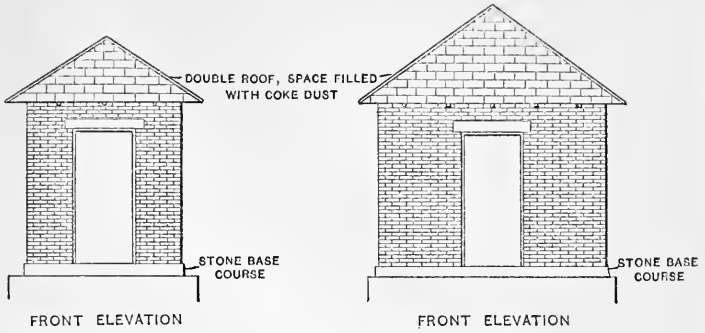 DOUBLE ROOF, SPACE FILLED
WITH COKE DUST
STONE BASE
COURSE
STONE BASE
COURSE
FRONT ELEVATION
FRONT ELEVATION